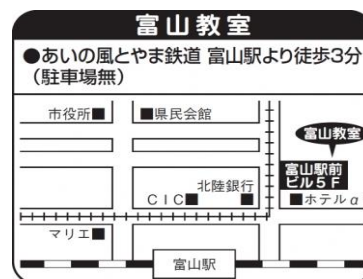 富山教室
●あいの風とやま鉄道 富山駅より徒歩3分
（駐車場無）
市役所■
■県民会館
富山教室
富山駅前
ビル5F
北陸銀行
CIC■
■
■ホテルα
マリエ■
富山駅